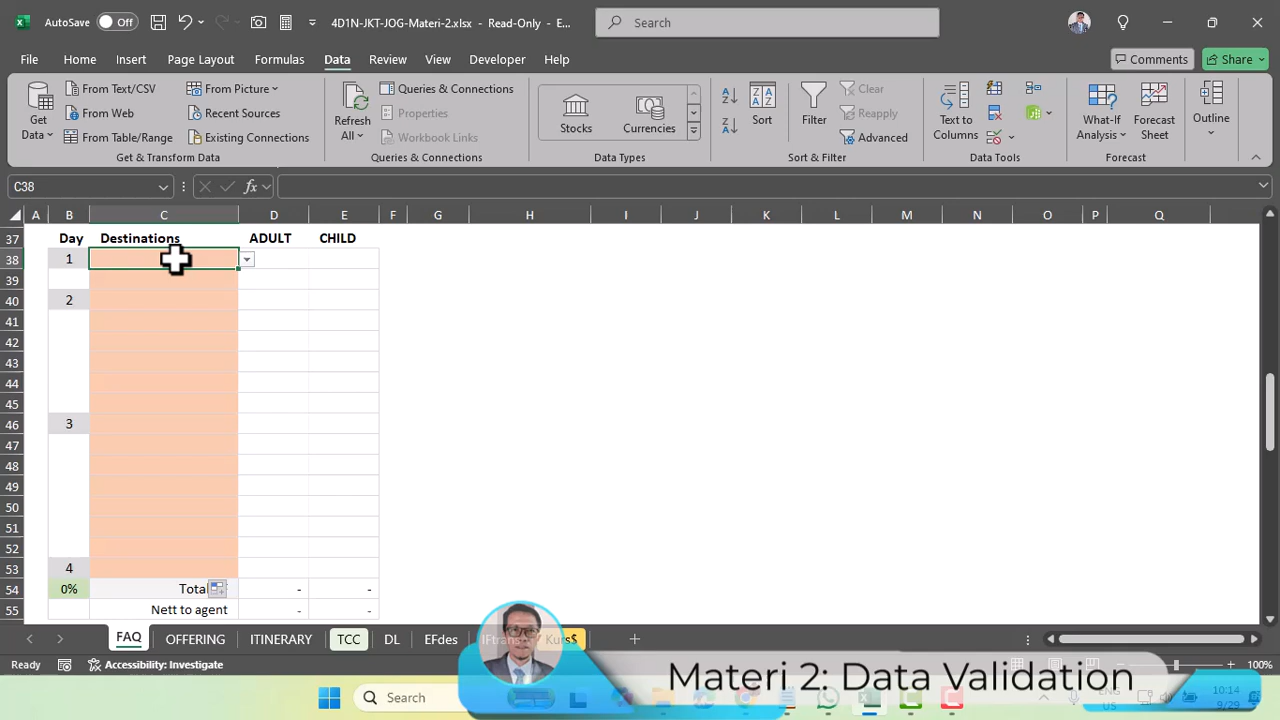 AutoSave Off 4D1N-JKT-JOG-Materi-2.xlsx - Read-Only - E... Search
File Home Insert Page Layout Formulas Data Review View Developer Help Comments Share
Get Data
From Text/CSV
From Web
From Table/Range
From Picture
Recent Sources
Existing Connections
Get & Transform Data
Refresh All
Queries & Connections
Properties
Workbook Links
Queries & Connections
Stocks
Currencies
Data Types
Sort
Filter
Clear
Reapply
Advanced
Sort & Filter
Text to Columns
Data Tools
What-If Analysis
Forecast Sheet
Forecast
Outline
C38 fx
A B C D E F G H I J K L M N O P Q
37 Day Destinations ADULT CHILD
38 1
39
40 2
41
42
43
44
45
46 3
47
48
49
50
51
52
53 4
54 0% - -
55 Nett to agent - -
FAQ OFFERING ITINERARY TCC DL EFdes Kurs$
Ready Accessibility: Investigate 100%
Materi 2: Data Validation
Search
ENG
10:14
9/29